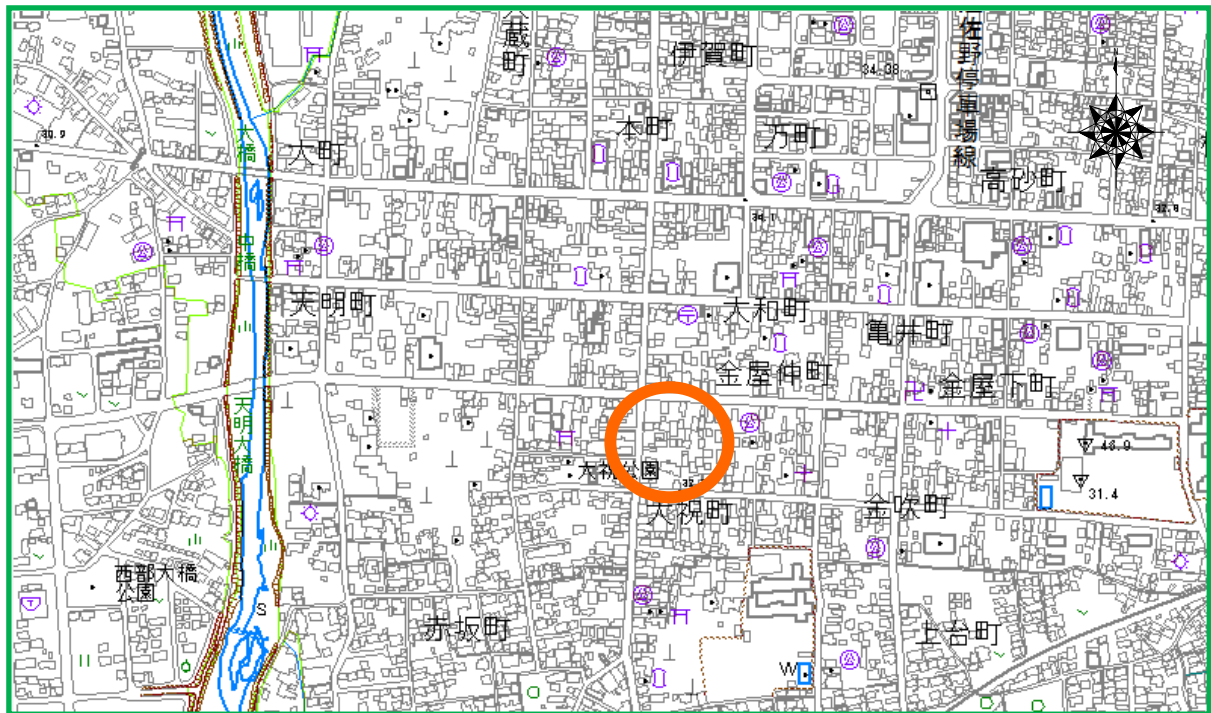 蔵町
伊賀町
佐野停車場線
34.38
N
30.9
大橋
大町
本町
万町
高砂町
34.1
32.8
中橋
天明町
大和町
亀井町
金屋仲町
金屋下町
天明大橋
46.9
大祝公園
31.4
大祝町
金吹町
西部大橋
公園
S
赤坂町
上台町
W